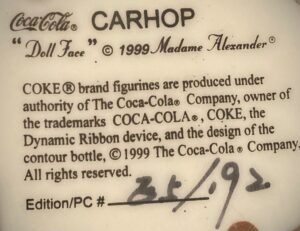 Coca-Cola® CARHOP
"Doll Face" © 1999 Madame Alexander®
COKE® brand figurines are produced under
authority of The Coca-Cola® Company, owner of
the trademarks COCA-COLA®, COKE, the
Dynamic Ribbon device, and the design of the
contour bottle, © 1999 The Coca-Cola® Company.
All rights reserved.
Edition/PC #